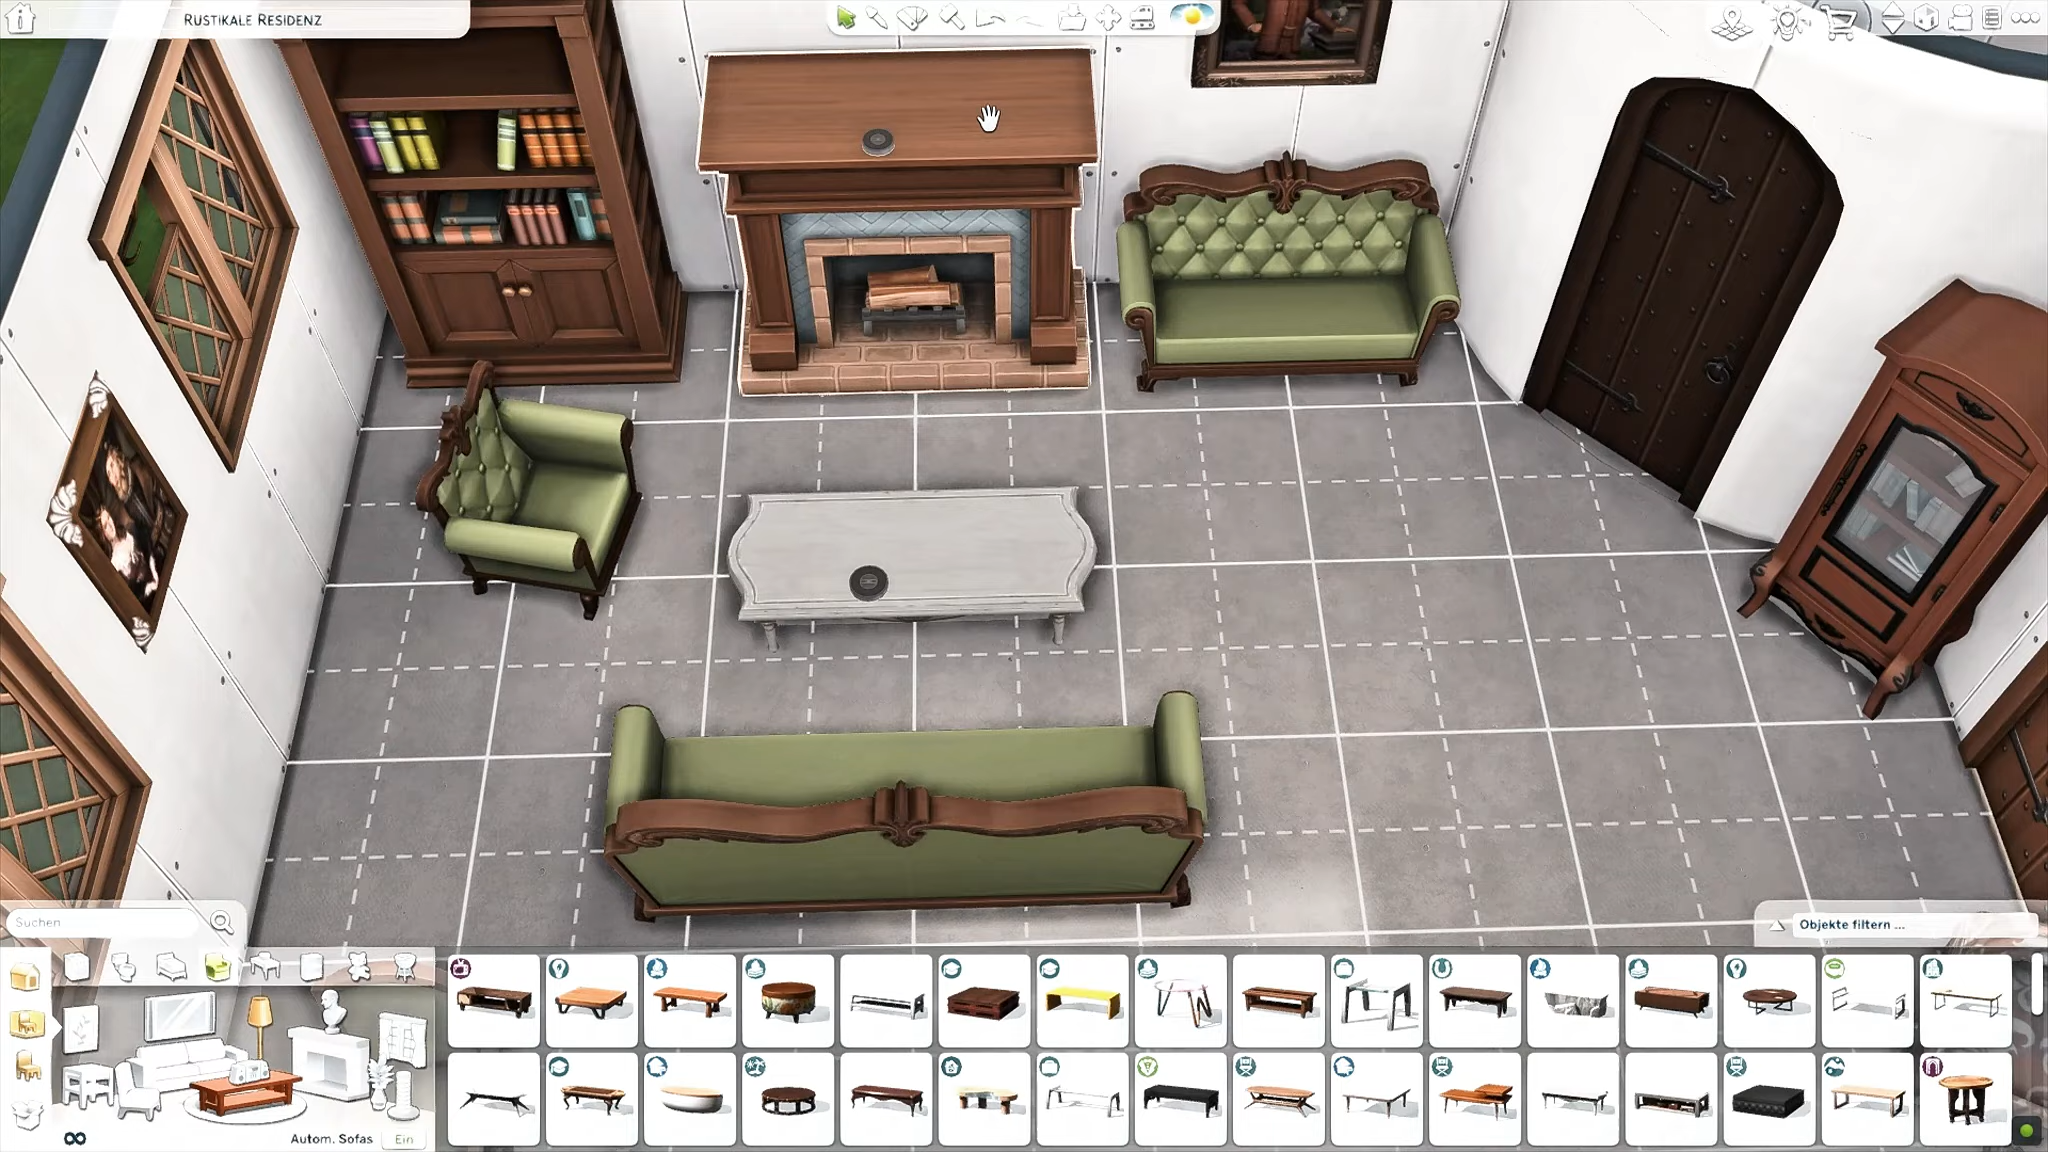 Rustikale Residenz
Suchen
Objekte filtern ...
Autom. Sofas Ein